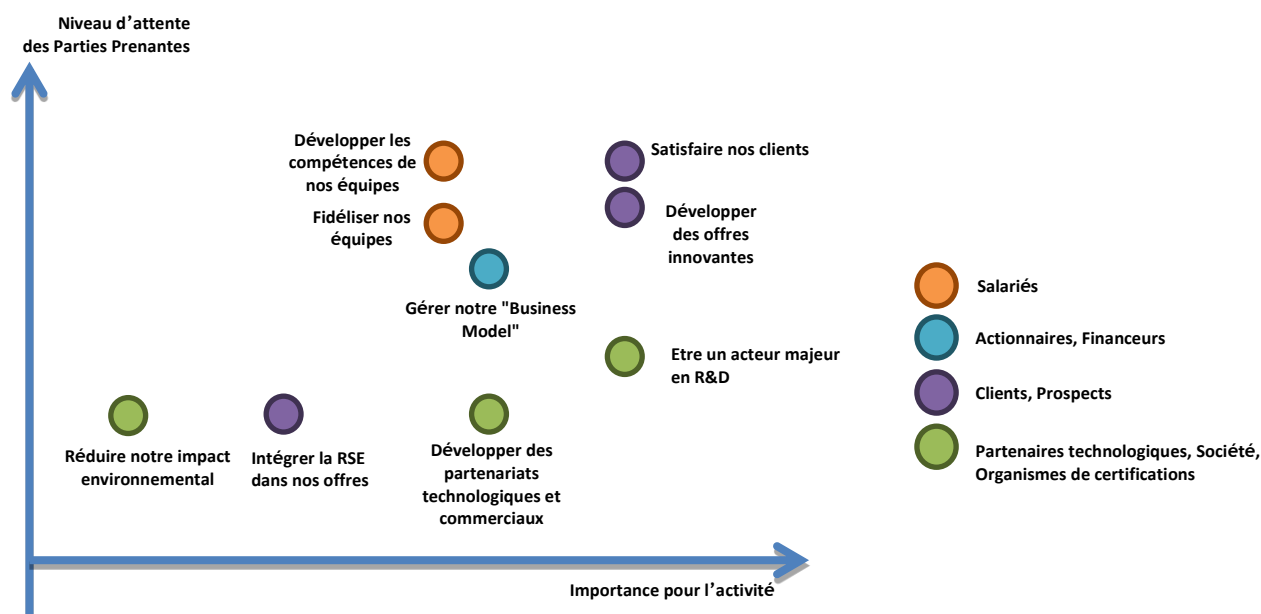 Niveau d’attente
des Parties Prenantes
Développer les
compétences de
nos équipes
Satisfaire nos clients
Fidéliser nos
équipes
Développer
des offres
innovantes
Gérer notre "Business
Model"
Etre un acteur majeur
en R&D
Réduire notre impact
environnemental
Intégrer la RSE
dans nos offres
Développer des
partenariats
technologiques et
commerciaux
Importance pour l’activité
Salariés
Actionnaires, Financeurs
Clients, Prospects
Partenaires technologiques, Société,
Organismes de certifications